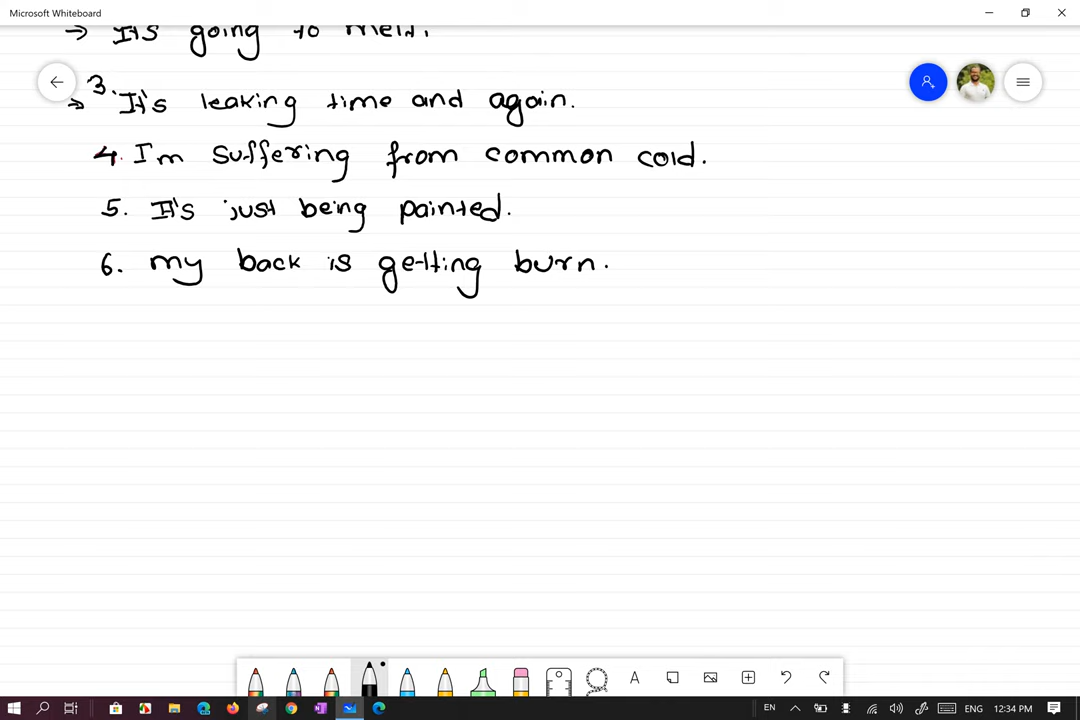 Microsoft Whiteboard
→ It's going to melt.
3.
→ It's leaking time and again.
4. I'm suffering from common cold.
5. It's just being painted.
6. my back is getting burn.
A
EN
ENG
12:34 PM